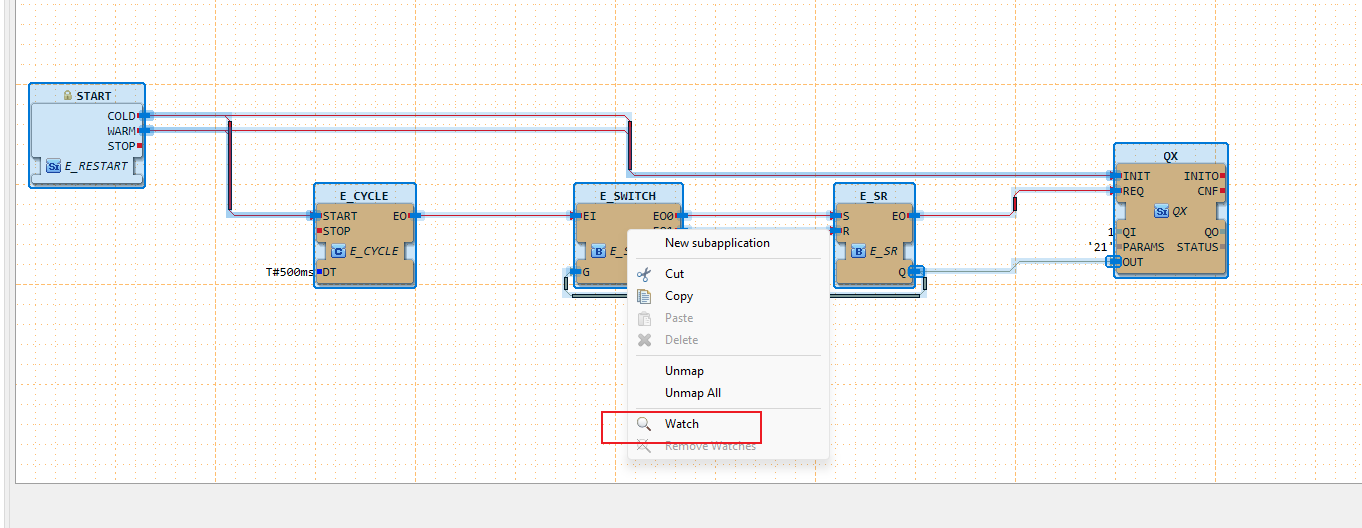 START
COLD
WARM
STOP
SI E_RESTART
E_CYCLE
START EO
STOP
C E_CYCLE
T#500ms DT
E_SWITCH
EI EO0
B
G
E_SR
S EO
R
B E_SR
Q
QX
INIT INITO
REQ CNF
SI QX
1 QI QO
'21' PARAMS STATUS
OUT
New subapplication
Cut
Copy
Paste
Delete
Unmap
Unmap All
Watch
Remove Watches